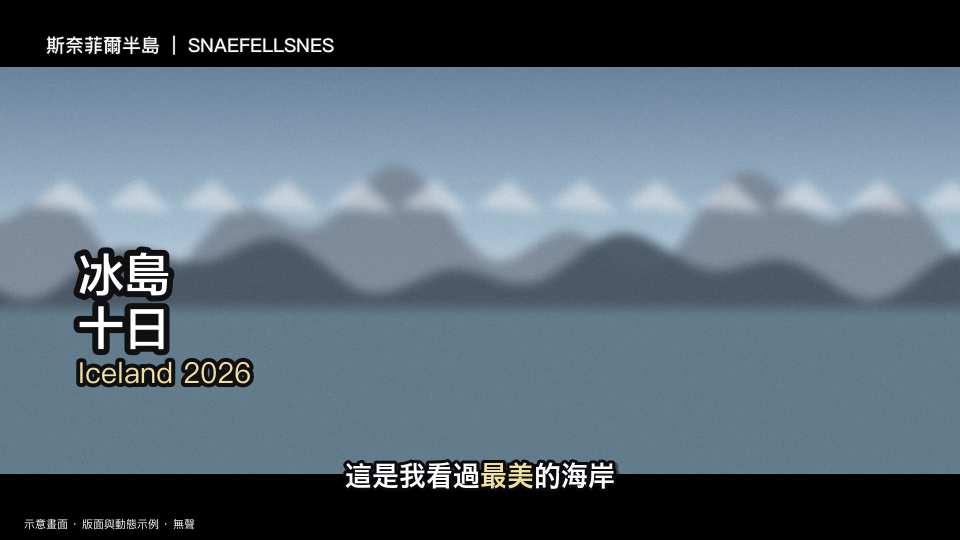 斯奈菲爾半島｜SNAEFELLSNES
冰島
十日
Iceland 2026
這是我看過最美的海岸
示意畫面 · 版面與動態示例 · 無聲